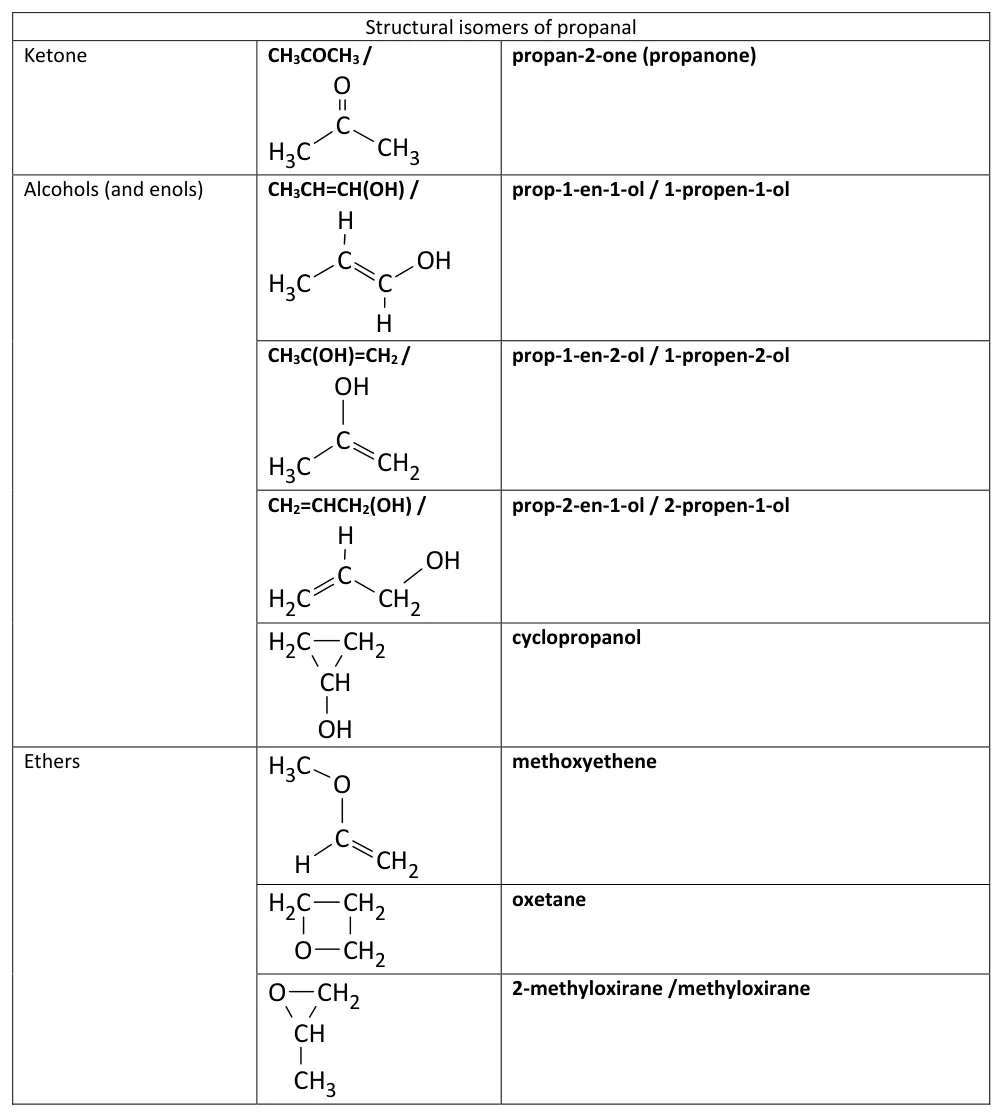 Structural isomers of propanal
Ketone
CH₃COCH₃ /
propan-2-one (propanone)
O
C
H₃C
CH₃
Alcohols (and enols)
CH₃CH=CH(OH) /
prop-1-en-1-ol / 1-propen-1-ol
H
C
OH
H₃C
C
H
CH₃C(OH)=CH₂ /
prop-1-en-2-ol / 1-propen-2-ol
OH
C
H₃C
CH₂
CH₂=CHCH₂(OH) /
prop-2-en-1-ol / 2-propen-1-ol
H
OH
C
H₂C
CH₂
H₂C
CH₂
cyclopropanol
CH
OH
Ethers
H₃C
methoxyethene
O
C
H
CH₂
H₂C
CH₂
oxetane
O
CH₂
O
CH₂
2-methyloxirane /methyloxirane
CH
CH₃